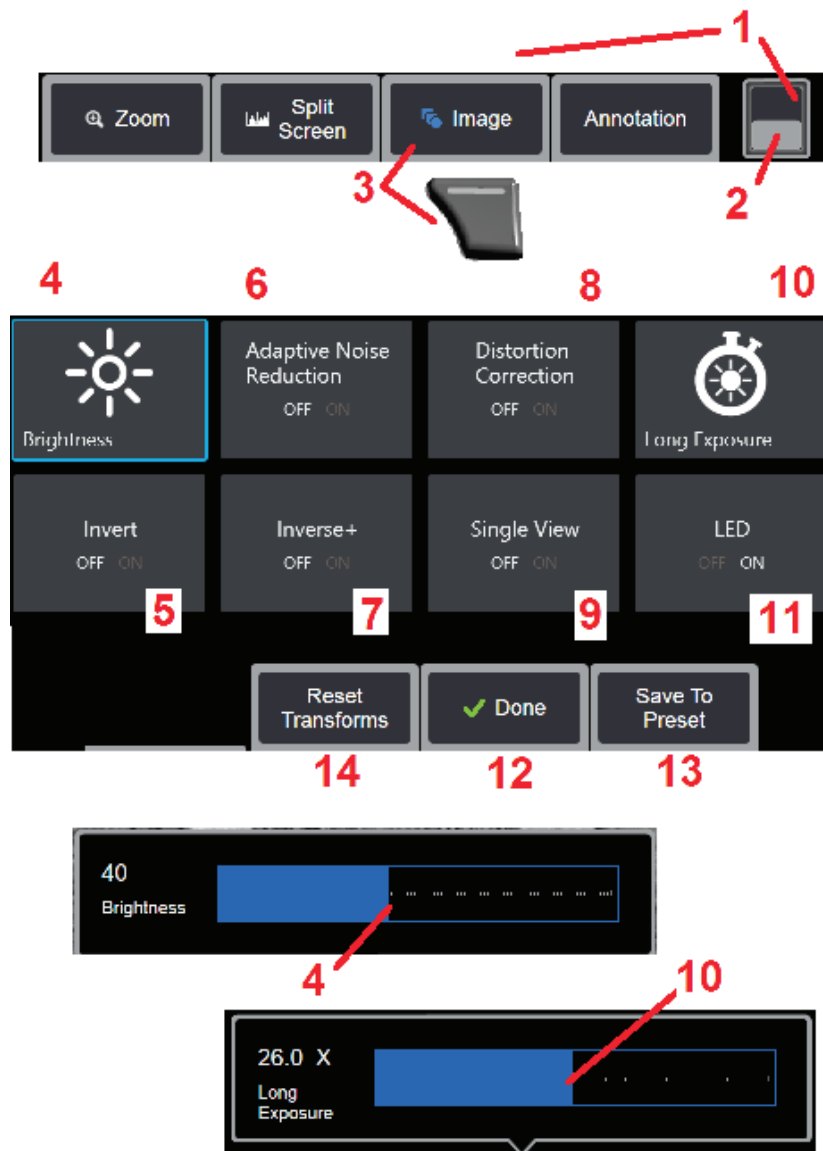 1
Zoom
Split
Screen
Image
Annotation
2
3
4
6
8
10
Brightness
Adaptive Noise
Reduction
OFF ON
Distortion
Correction
OFF ON
Long Exposure
Invert
OFF ON
5
Inverse+
OFF ON
7
Single View
OFF ON
9
LED
OFF ON
11
Reset
Transforms
Done
Save To
Preset
14
12
13
40
Brightness
4
10
26.0 X
Long
Exposure